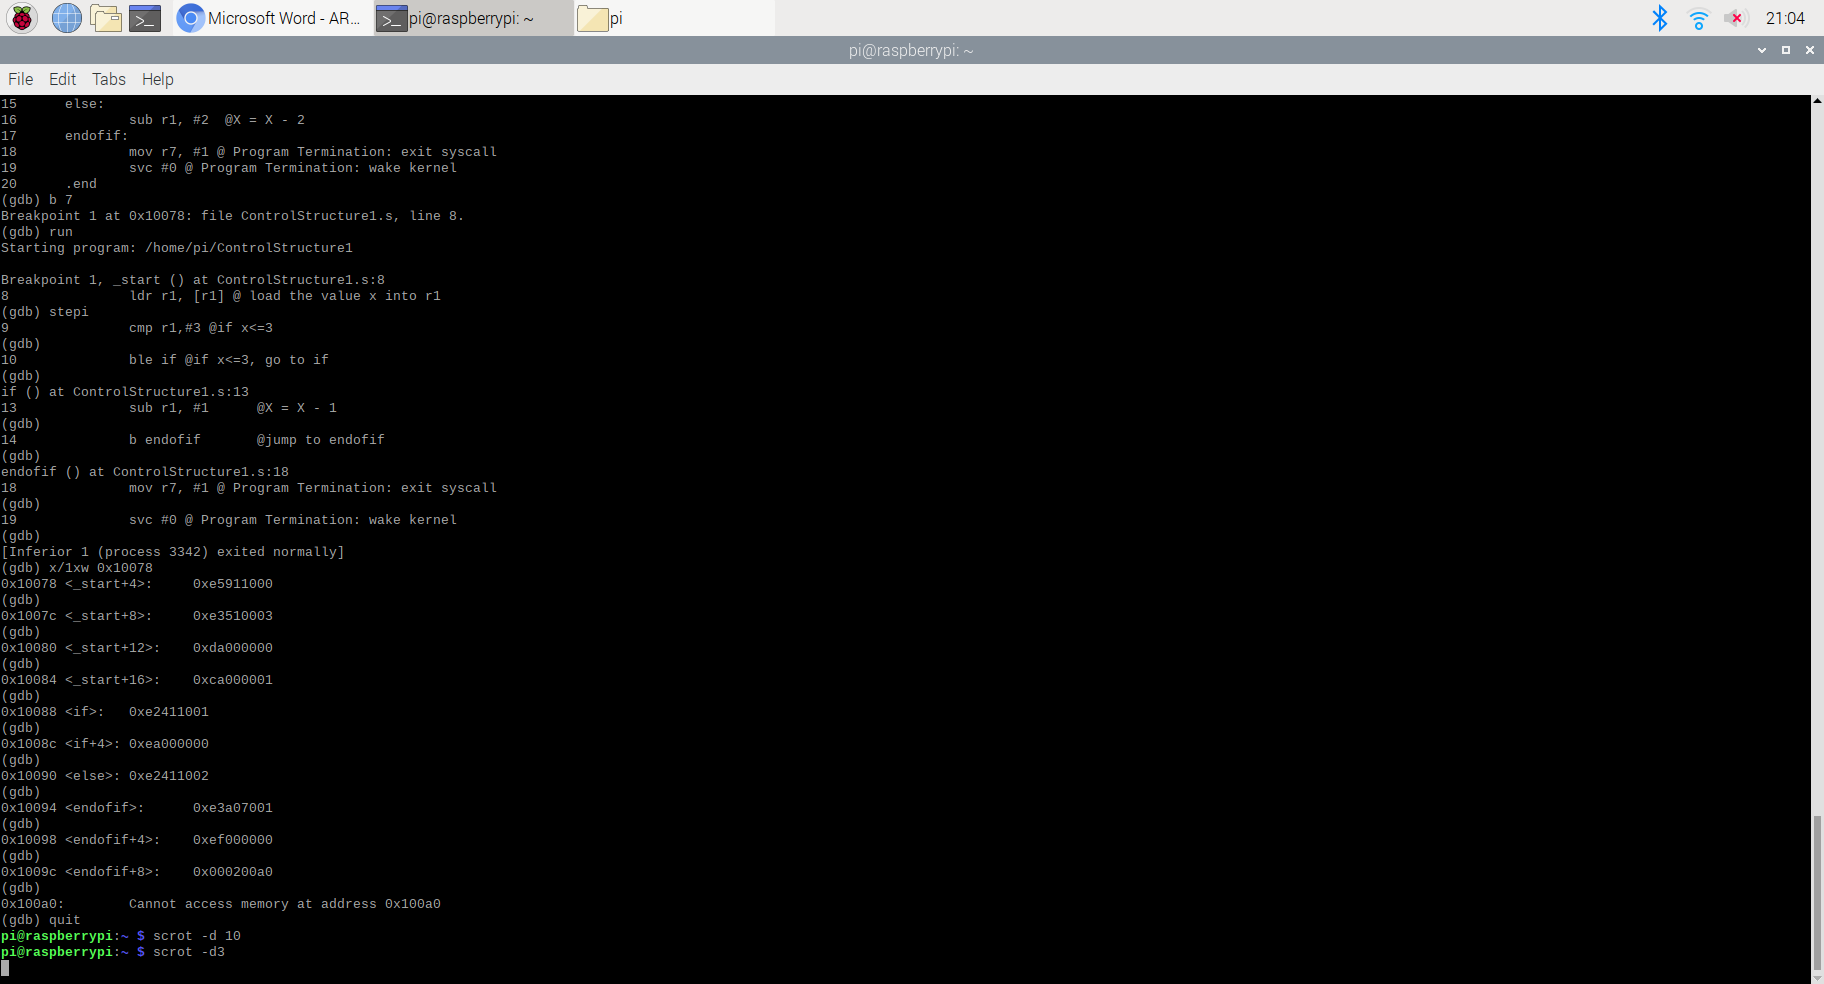 Microsoft Word - AR...
pi@raspberrypi: ~
pi
21:04
pi@raspberrypi: ~
File Edit Tabs Help
15      else:
16              sub r1, #2  @X = X - 2
17      endofif:
18              mov r7, #1 @ Program Termination: exit syscall
19              svc #0 @ Program Termination: wake kernel
20      .end
(gdb) b 7
Breakpoint 1 at 0x10078: file ControlStructure1.s, line 8.
(gdb) run
Starting program: /home/pi/ControlStructure1
Breakpoint 1, _start () at ControlStructure1.s:8
8               ldr r1, [r1] @ load the value x into r1
(gdb) stepi
9               cmp r1,#3 @if x<=3
(gdb)
10              ble if @if x<=3, go to if
(gdb)
if () at ControlStructure1.s:13
13              sub r1, #1      @X = X - 1
(gdb)
14              b endofif       @jump to endofif
(gdb)
endofif () at ControlStructure1.s:18
18              mov r7, #1 @ Program Termination: exit syscall
(gdb)
19              svc #0 @ Program Termination: wake kernel
(gdb)
[Inferior 1 (process 3342) exited normally]
(gdb) x/1xw 0x10078
0x10078 <_start+4>:     0xe5911000
(gdb)
0x1007c <_start+8>:     0xe3510003
(gdb)
0x10080 <_start+12>:    0xda000000
(gdb)
0x10084 <_start+16>:    0xca000001
(gdb)
0x10088 <if>:   0xe2411001
(gdb)
0x1008c <if+4>: 0xea000000
(gdb)
0x10090 <else>: 0xe2411002
(gdb)
0x10094 <endofif>:      0xe3a07001
(gdb)
0x10098 <endofif+4>:    0xef000000
(gdb)
0x1009c <endofif+8>:    0x000200a0
(gdb)
0x100a0:        Cannot access memory at address 0x100a0
(gdb) quit
pi@raspberrypi:~ $ scrot -d 10
pi@raspberrypi:~ $ scrot -d3